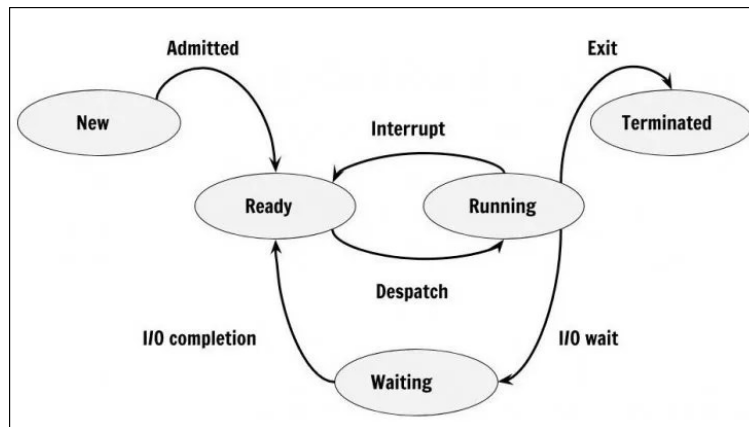 Admitted
Exit
New
Terminated
Interrupt
Ready
Running
Despatch
I/O completion
I/O wait
Waiting